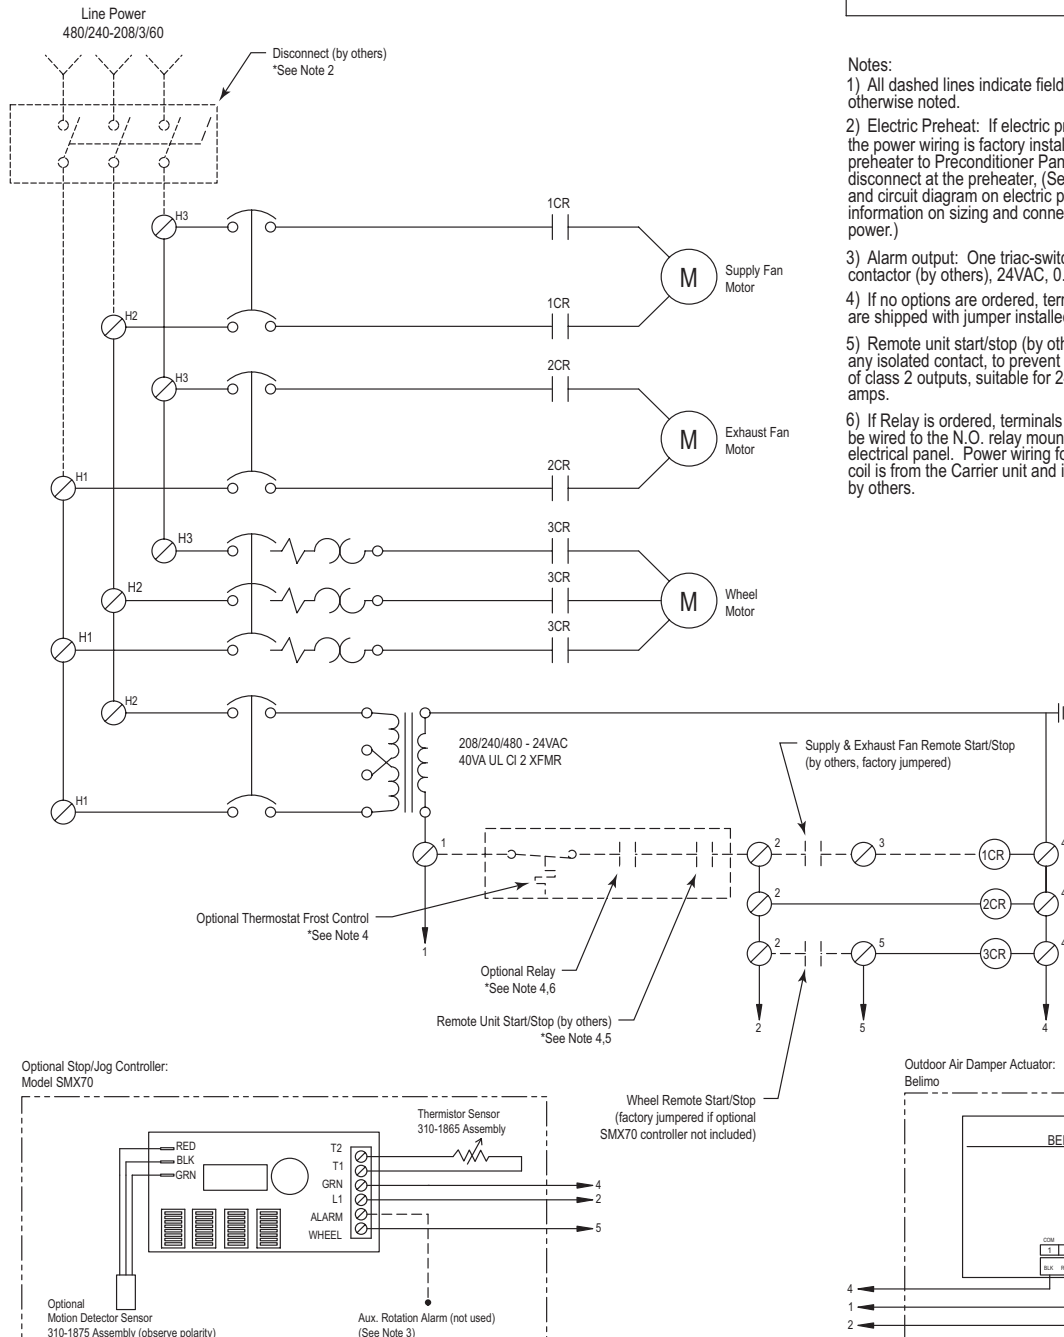 Line Power
480/240-208/3/60
Disconnect (by others)
*See Note 2
Notes:
1) All dashed lines indicate field
otherwise noted.
2) Electric Preheat: If electric
the power wiring is factory
preheater to Preconditioner
disconnect at the preheater,
and circuit diagram on electric
information on sizing and
power.)
3) Alarm output: One
contactor (by others), 24VAC, 0.
4) If no options are ordered,
are shipped with jumper
5) Remote unit start/stop (by
any isolated contact, to prevent
of class 2 outputs, suitable for
amps.
6) If Relay is ordered, terminals
be wired to the N.O. relay
electrical panel. Power wiring
coil is from the Carrier unit and
by others.
H3
1CR
M
Supply Fan
Motor
1CR
H2
H3
2CR
M
Exhaust Fan
Motor
H1
2CR
H3
3CR
H2
3CR
M
Wheel
Motor
H1
3CR
H2
208/240/480 - 24VAC
40VA UL Cl 2 XFMR
H1
Supply & Exhaust Fan Remote Start/Stop
(by others, factory jumpered)
1
2
3
1CR
4
2
2CR
4
2
5
3CR
4
Optional Thermostat Frost Control
*See Note 4
1
Optional Relay
*See Note 4,6
Remote Unit Start/Stop (by others)
*See Note 4,5
2
5
4
Wheel Remote Start/Stop
(factory jumpered if optional
SMX70 controller not included)
Optional Stop/Jog Controller:
Model SMX70
Thermistor Sensor
310-1865 Assembly
RED
BLK
GRN
T2
T1
GRN
L1
ALARM
WHEEL
4
2
5
Optional
Motion Detector Sensor
310-1875 Assembly (observe polarity)
Aux. Rotation Alarm (not used)
(See Note 3)
Outdoor Air Damper Actuator:
Belimo
COM
1
BLK
4
1
2